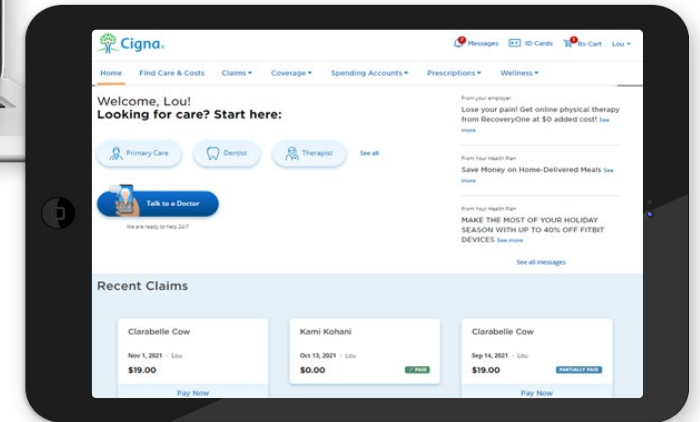 Cigna.
7 Messages ID Cards 1 Rx Cart Lou
Home Find Care & Costs Claims Coverage Spending Accounts Prescriptions Wellness
Welcome, Lou!
Looking for care? Start here:
Primary Care Dentist Therapist See all
Talk to a Doctor
We are ready to help 24/7
From your employer
Lose your pain! Get online physical therapy
from RecoveryOne at $0 added cost! See
more
From Your Health Plan
Save Money on Home-Delivered Meals See
more
From Your Health Plan
MAKE THE MOST OF YOUR HOLIDAY
SEASON WITH UP TO 40% OFF FITBIT
DEVICES See more
See all messages
Recent Claims
Clarabelle Cow
Nov 1, 2021 - Lou
$19.00
Pay Now
Kami Kohani
Oct 13, 2021 - Lou
$0.00 ✓ PAID
Clarabelle Cow
Sep 14, 2021 - Lou
$19.00 PARTIALLY PAID
Pay Now